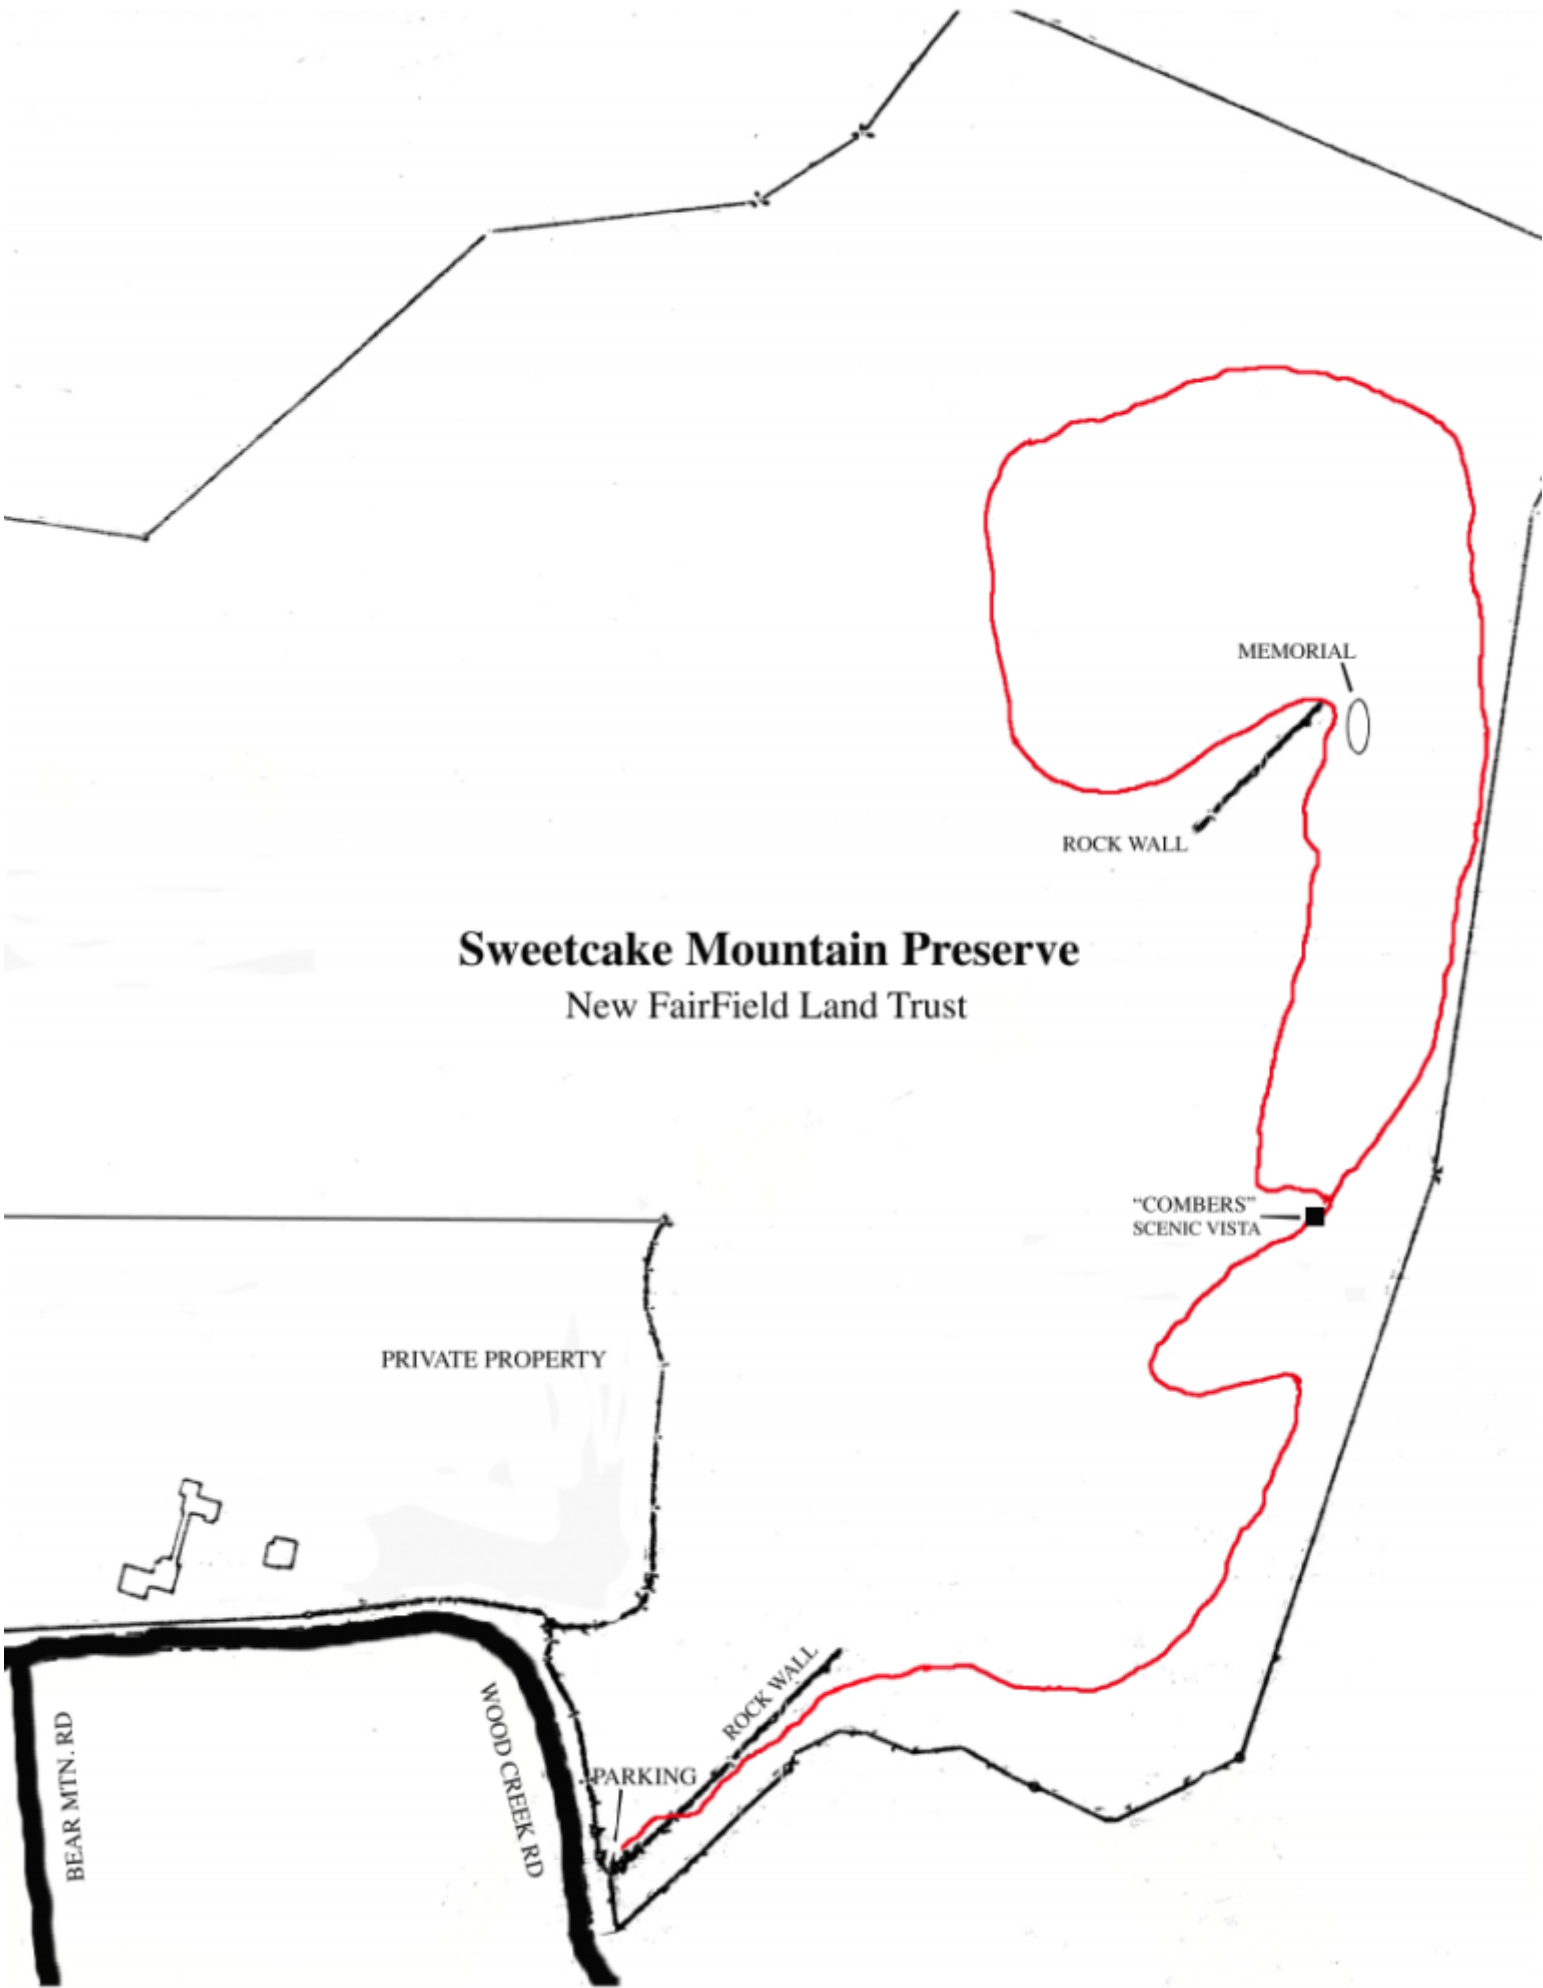 MEMORIAL
ROCK WALL
Sweetcake Mountain Preserve
New FairField Land Trust
“COMBERS”
SCENIC VISTA
PRIVATE PROPERTY
ROCK WALL
WOOD CREEK RD
BEAR MTN. RD
PARKING